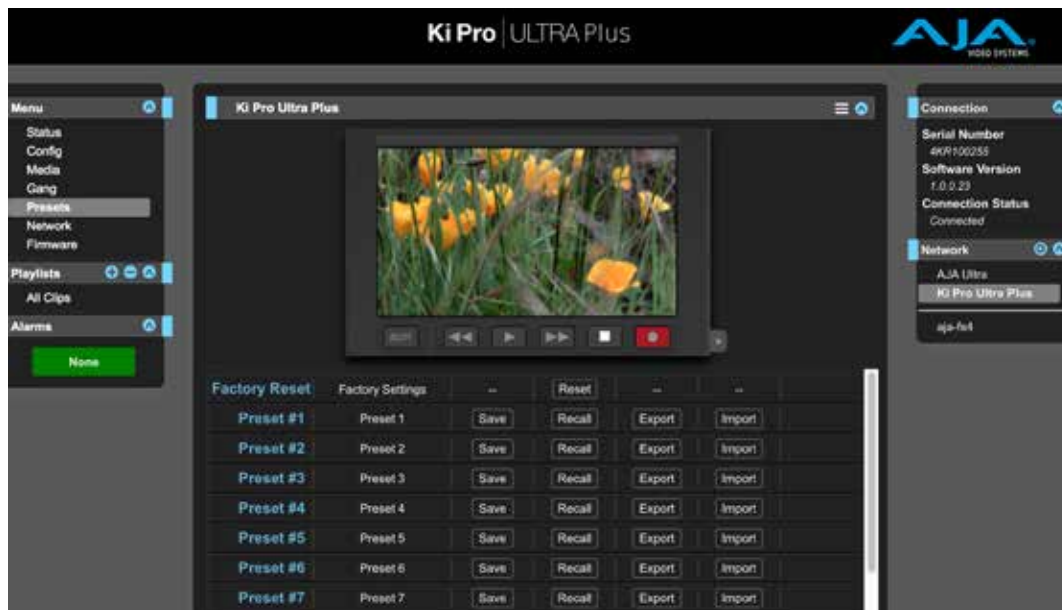 Ki Pro ULTRA Plus
AJA
VIDEO SYSTEMS
Menu
Status
Config
Media
Gang
Presets
Network
Firmware
Playlists
All Clips
Alarms
None
Ki Pro Ultra Plus
Factory Reset Factory Settings -- Reset -- --
Preset #1 Preset 1 Save Recall Export Import
Preset #2 Preset 2 Save Recall Export Import
Preset #3 Preset 3 Save Recall Export Import
Preset #4 Preset 4 Save Recall Export Import
Preset #5 Preset 5 Save Recall Export Import
Preset #6 Preset 6 Save Recall Export Import
Preset #7 Preset 7 Save Recall Export Import
Connection
Serial Number
4KR100255
Software Version
1.0.0.23
Connection Status
Connected
Network
AJA Ultra
Ki Pro Ultra Plus
aja-fs4